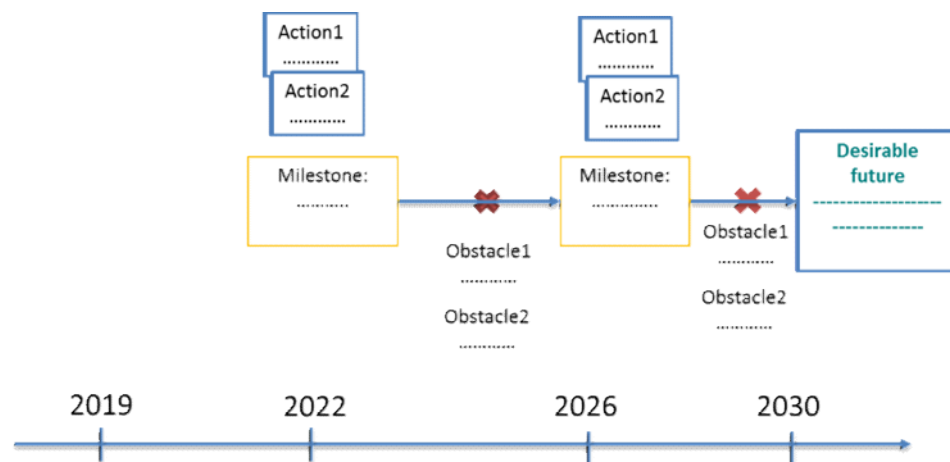 Action1
............
Action2
............
Action1
............
Action2
............
Milestone:
............
Milestone:
..............
Desirable
future
--------------------
--------------
Obstacle1
............
Obstacle2
............
Obstacle1
............
Obstacle2
............
2019
2022
2026
2030